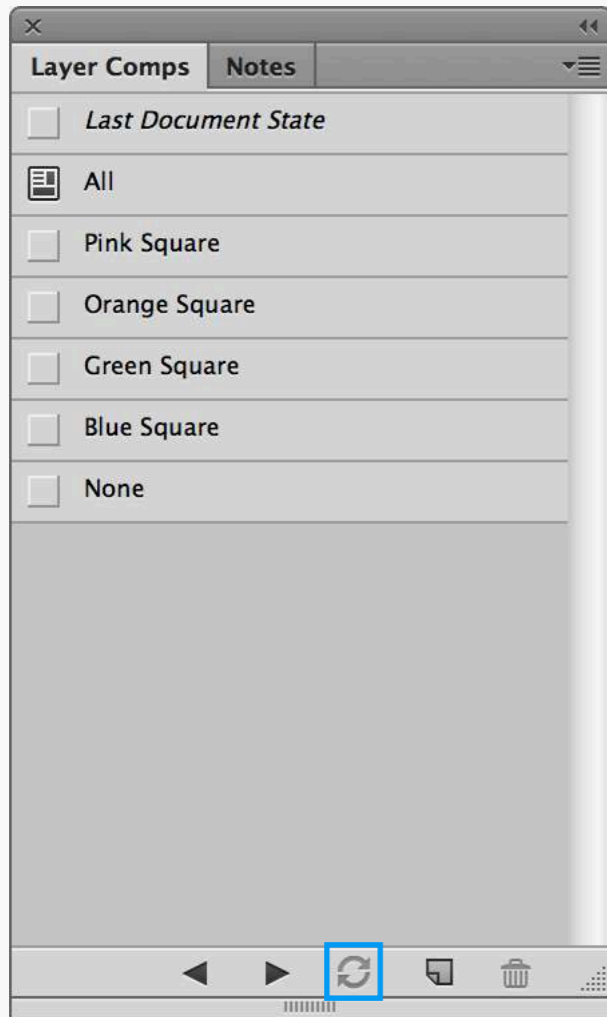 Layer Comps
Notes
Last Document State
All
Pink Square
Orange Square
Green Square
Blue Square
None